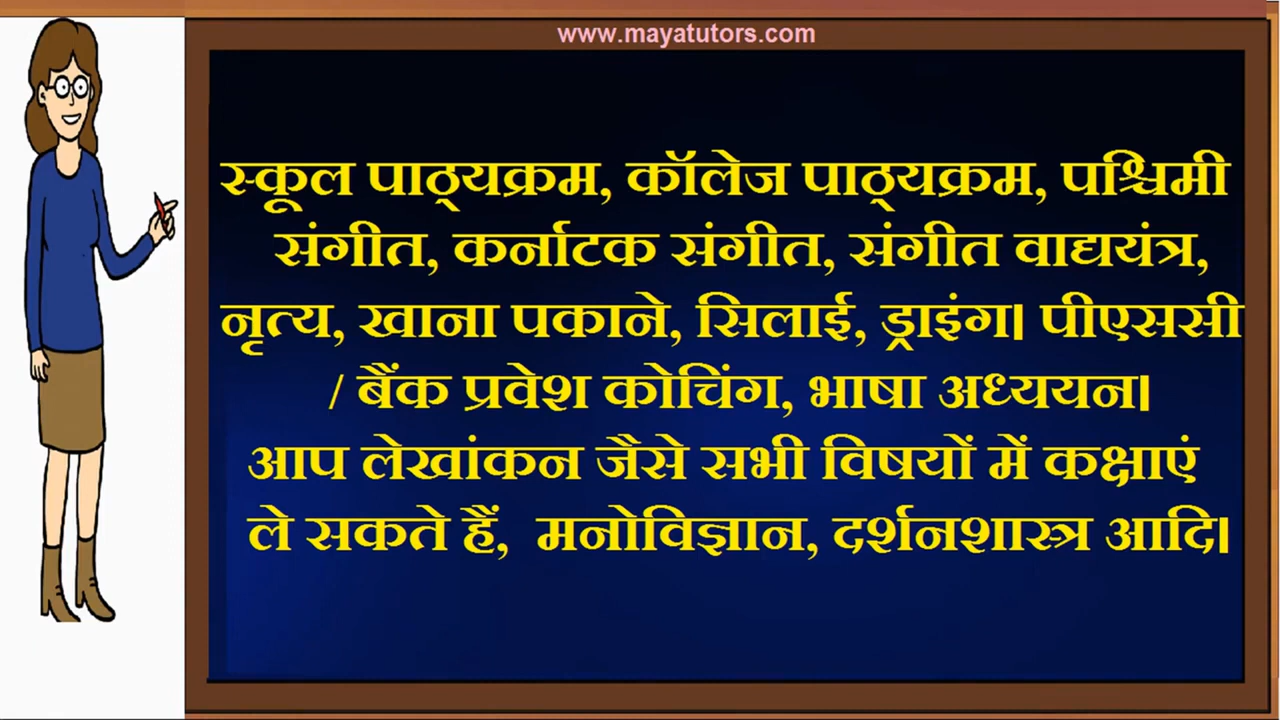 www.mayatutors.com
स्कूल पाठ्यक्रम, कॉलेज पाठ्यक्रम, पश्चिमी
संगीत, कर्नाटक संगीत, संगीत वाद्ययंत्र,
नृत्य, खाना पकाने, सिलाई, ड्राइंग। पीएससी
/ बैंक प्रवेश कोचिंग, भाषा अध्ययन।
आप लेखांकन जैसे सभी विषयों में कक्षाएं
ले सकते हैं, मनोविज्ञान, दर्शनशास्त्र आदि।